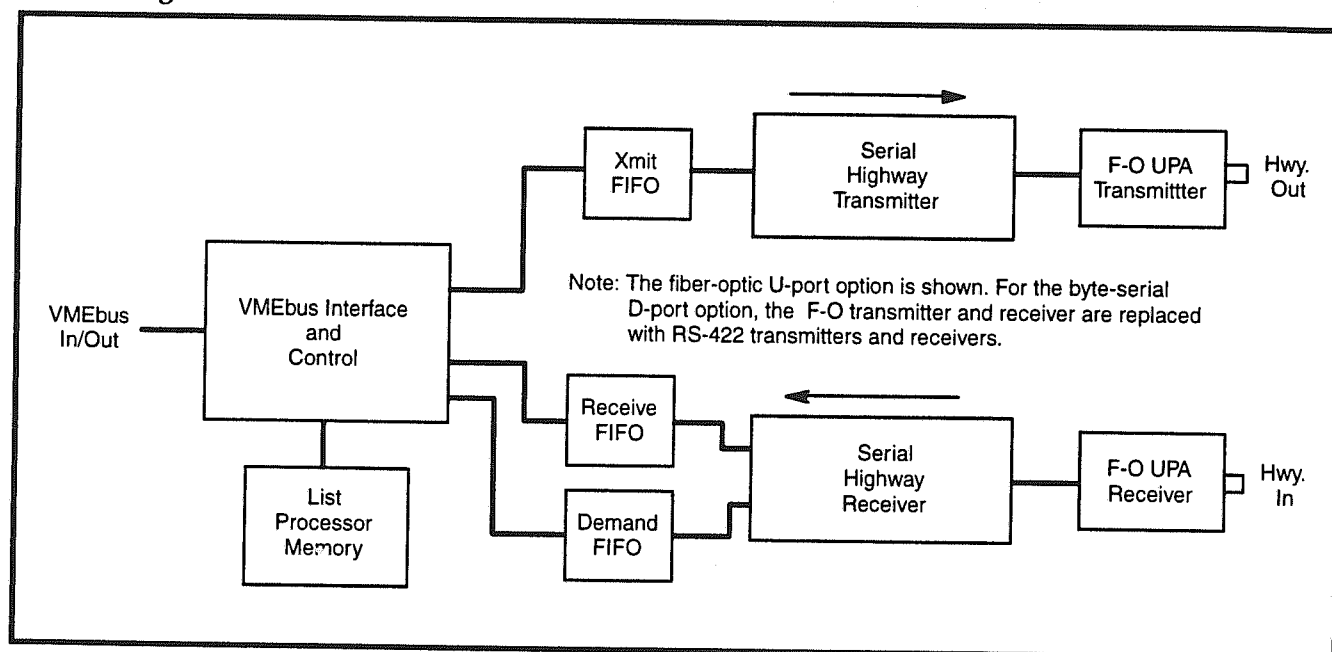 Xmit
FIFO
Serial
Highway
Transmitter
F-O UPA
Transmittter
Hwy.
Out
VMEbus
In/Out
VMEbus Interface
and
Control
Note: The fiber-optic U-port option is shown. For the byte-serial
D-port option, the F-O transmitter and receiver are replaced
with RS-422 transmitters and receivers.
Receive
FIFO
Serial
Highway
Receiver
F-O UPA
Receiver
Hwy.
In
List
Processor
Memory
Demand
FIFO